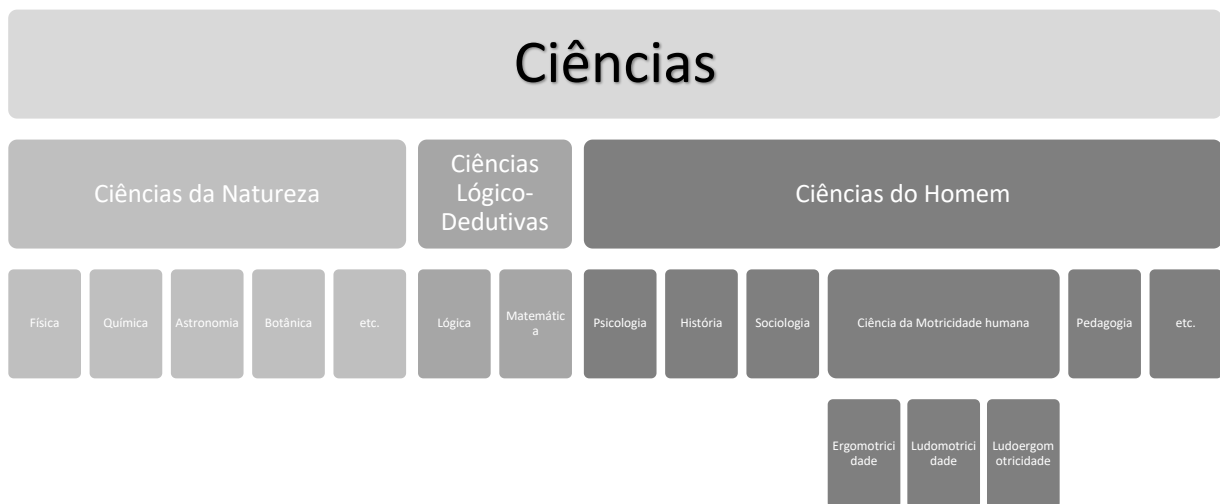 Ciências
Ciências da Natureza
Ciências
Lógico-
Dedutivas
Ciências do Homem
Física
Química
Astronomia
Botânica
etc.
Lógica
Matemátic
a
Psicologia
História
Sociologia
Ciência da Motricidade humana
Pedagogia
etc.
Ergomotrici
dade
Ludomotrici
dade
Ludoergom
otricidade